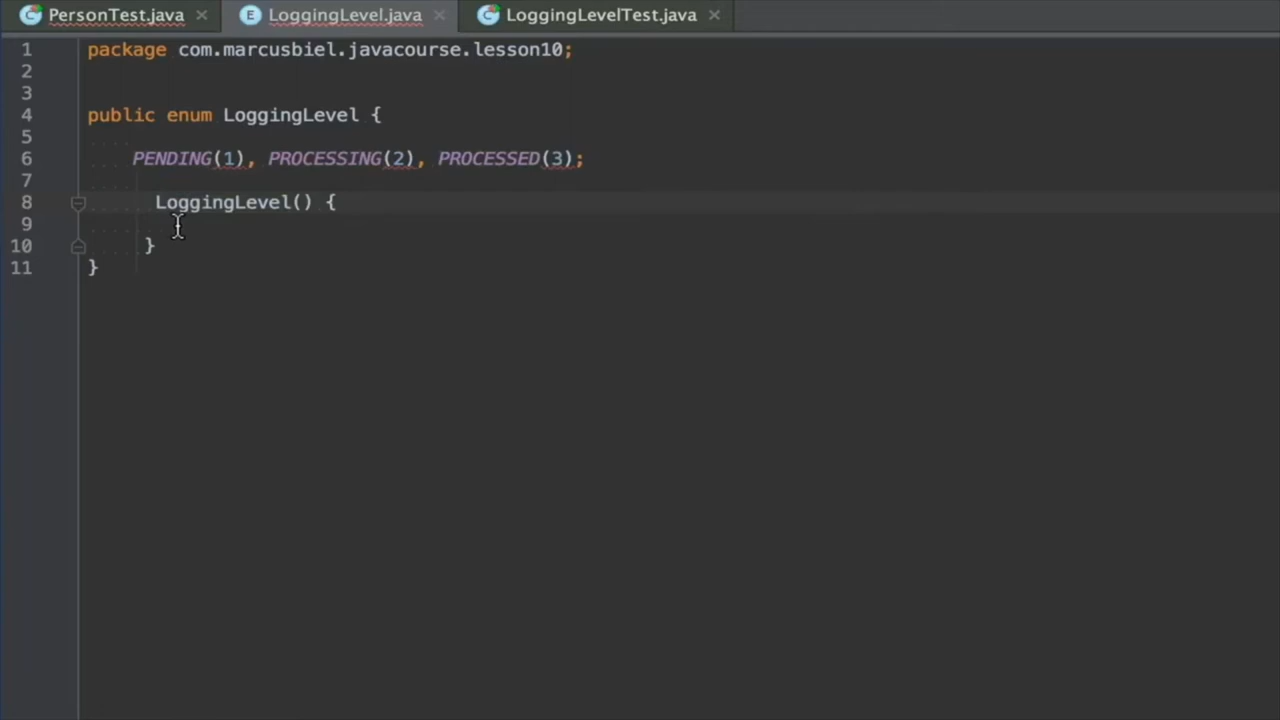 PersonTest.java LoggingLevel.java LoggingLevelTest.java
1 package com.marcusbiel.javacourse.lesson10;
2
3
4 public enum LoggingLevel {
5
6 PENDING(1), PROCESSING(2), PROCESSED(3);
7
8 LoggingLevel() {
9
10 }
11 }